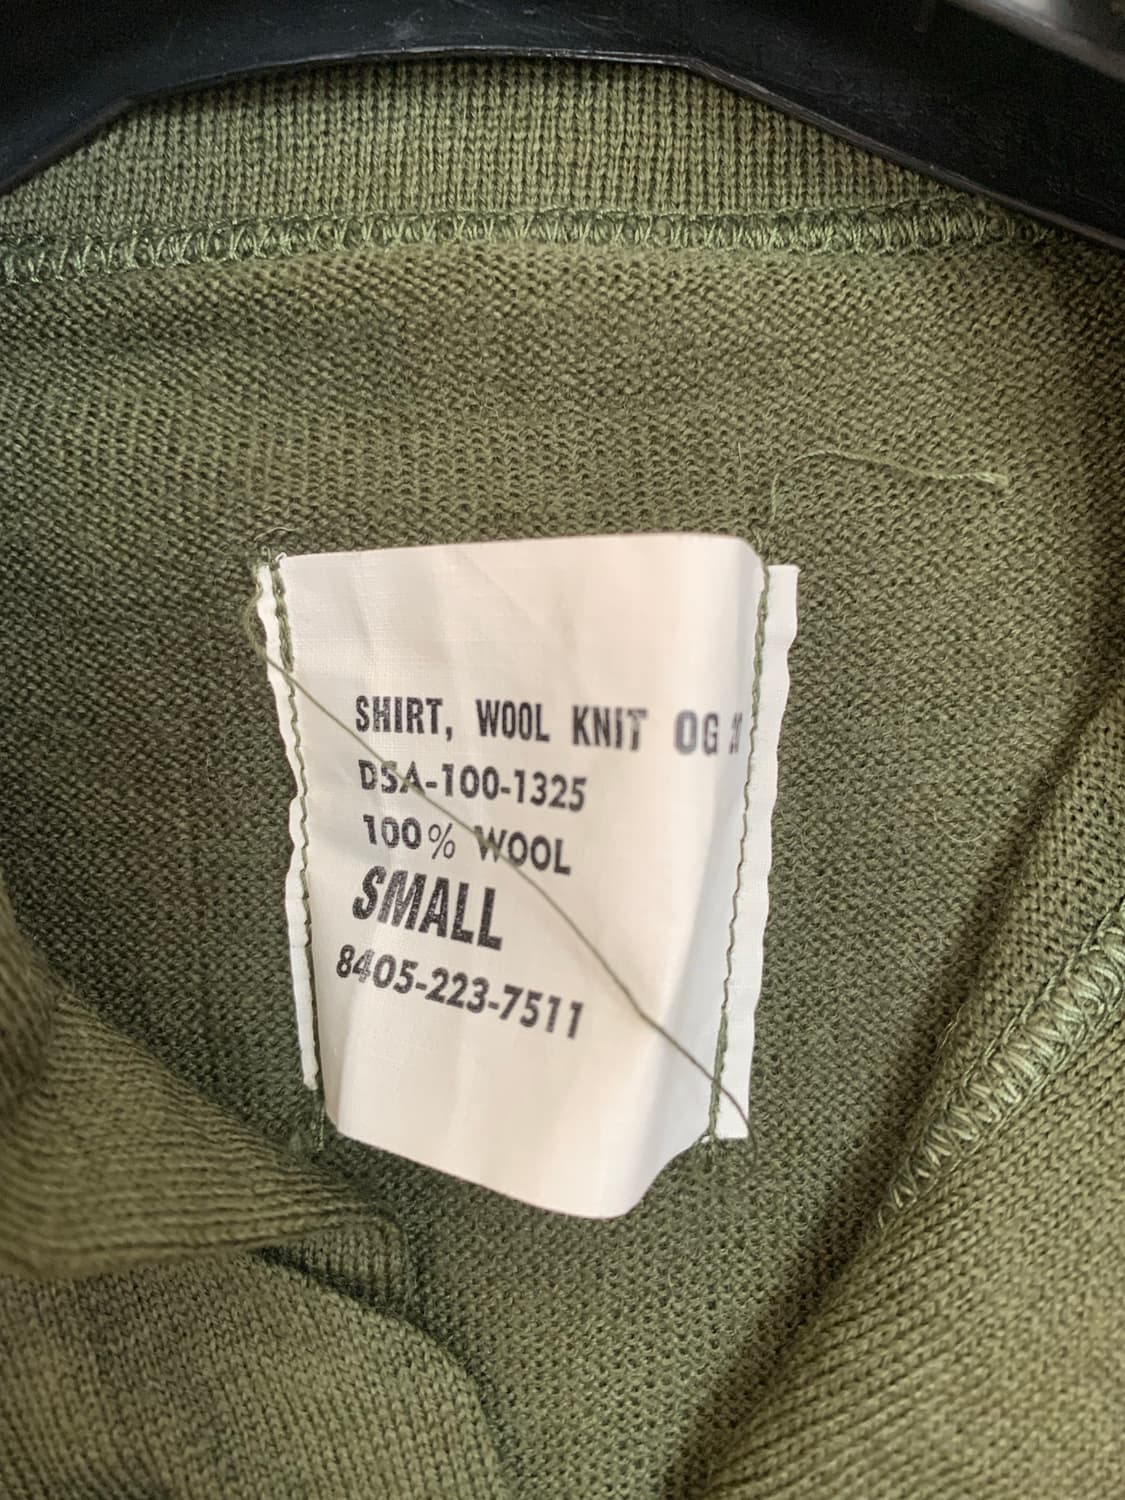 SHIRT, WOOL KNIT OG
DSA-100-1325
100% WOOL
SMALL
8405-223-7511